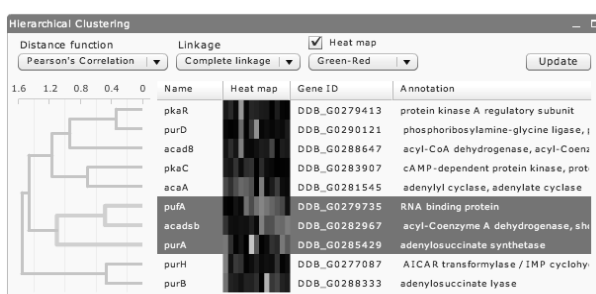 Hierarchical Clustering
Distance function Linkage Heat map
Pearson's Correlation Complete linkage Green-Red Update
1.6 1.2 0.8 0.4 0 Name Heat map Gene ID Annotation
pkaR DDB_G0279413 protein kinase A regulatory subunit
purD DDB_G0290121 phosphoribosylamine-glycine ligase,
acad8 DDB_G0288647 acyl-CoA dehydrogenase, acyl-Coenz
pkaC DDB_G0283907 cAMP-dependent protein kinase, prot
acaA DDB_G0281545 adenylyl cyclase, adenylate cyclase
pufA DDB_G0279735 RNA binding protein
acadsb DDB_G0282967 acyl-Coenzyme A dehydrogenase, sho
purA DDB_G0285429 adenylosuccinate synthetase
purH DDB_G0277087 AICAR transformylase / IMP cyclohy
purB DDB_G0288333 adenylosuccinate lyase